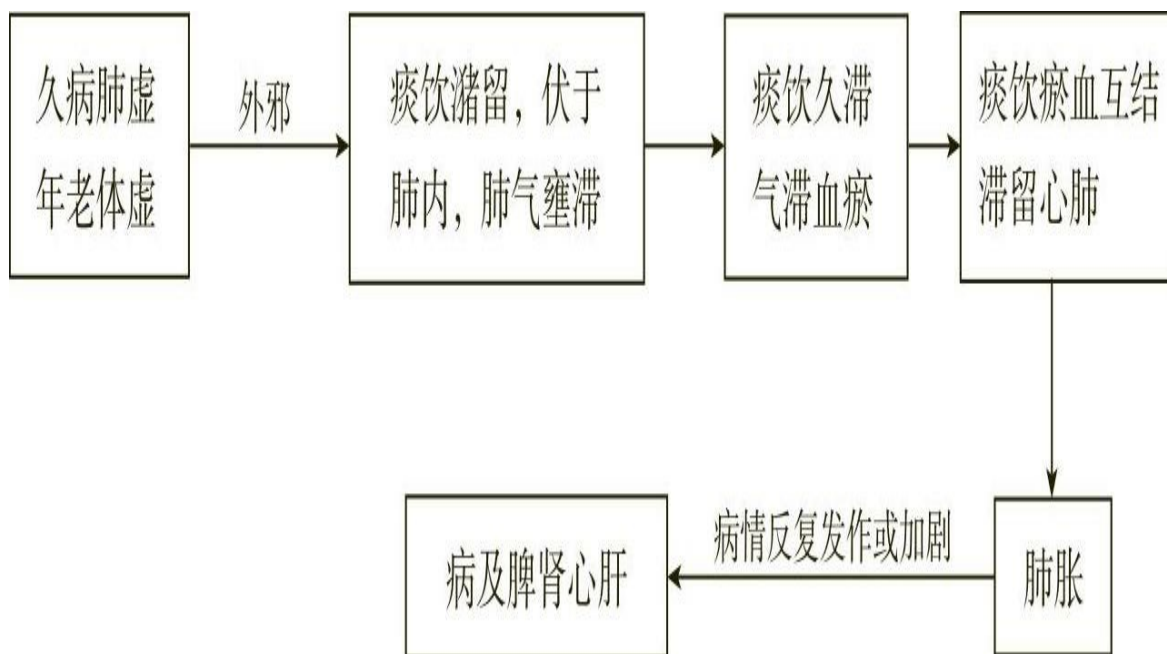 久病肺虚
年老体虚
外邪
痰饮潴留，伏于
肺内，肺气壅滞
痰饮久滞
气滞血瘀
痰饮瘀血互结
滞留心肺
肺胀
病情反复发作或加剧
病及脾肾心肝